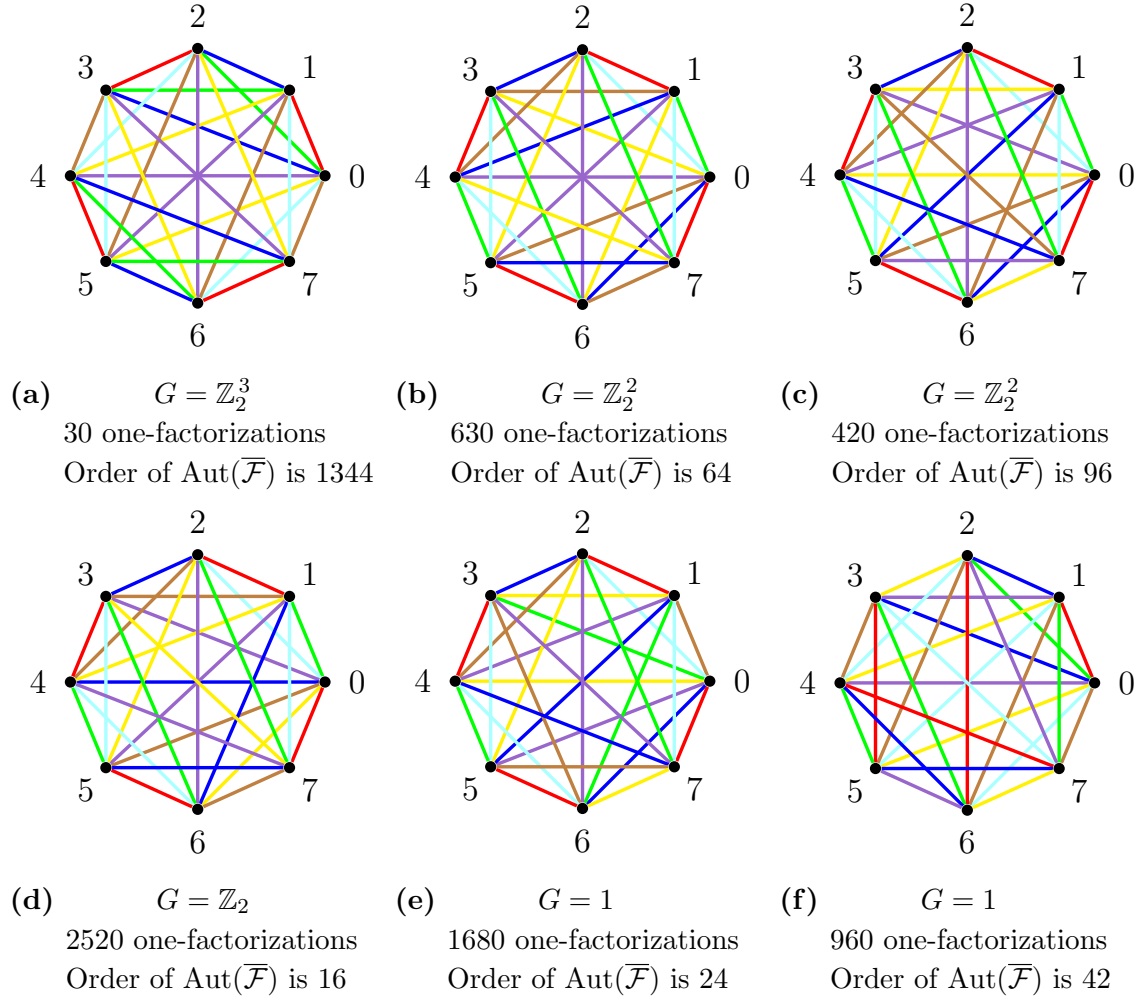 2 2 2
3 1 3 1 3 1
4 0 4 0 4 0
5 7 5 7 5 7
6 6 6
(a) G = ℤ₂³ (b) G = ℤ₂² (c) G = ℤ₂²
30 one-factorizations 630 one-factorizations 420 one-factorizations
Order of Aut(F̅) is 1344 Order of Aut(F̅) is 64 Order of Aut(F̅) is 96
2 2 2
3 1 3 1 3 1
4 0 4 0 4 0
5 7 5 7 5 7
6 6 6
(d) G = ℤ₂ (e) G = 1 (f) G = 1
2520 one-factorizations 1680 one-factorizations 960 one-factorizations
Order of Aut(F̅) is 16 Order of Aut(F̅) is 24 Order of Aut(F̅) is 42